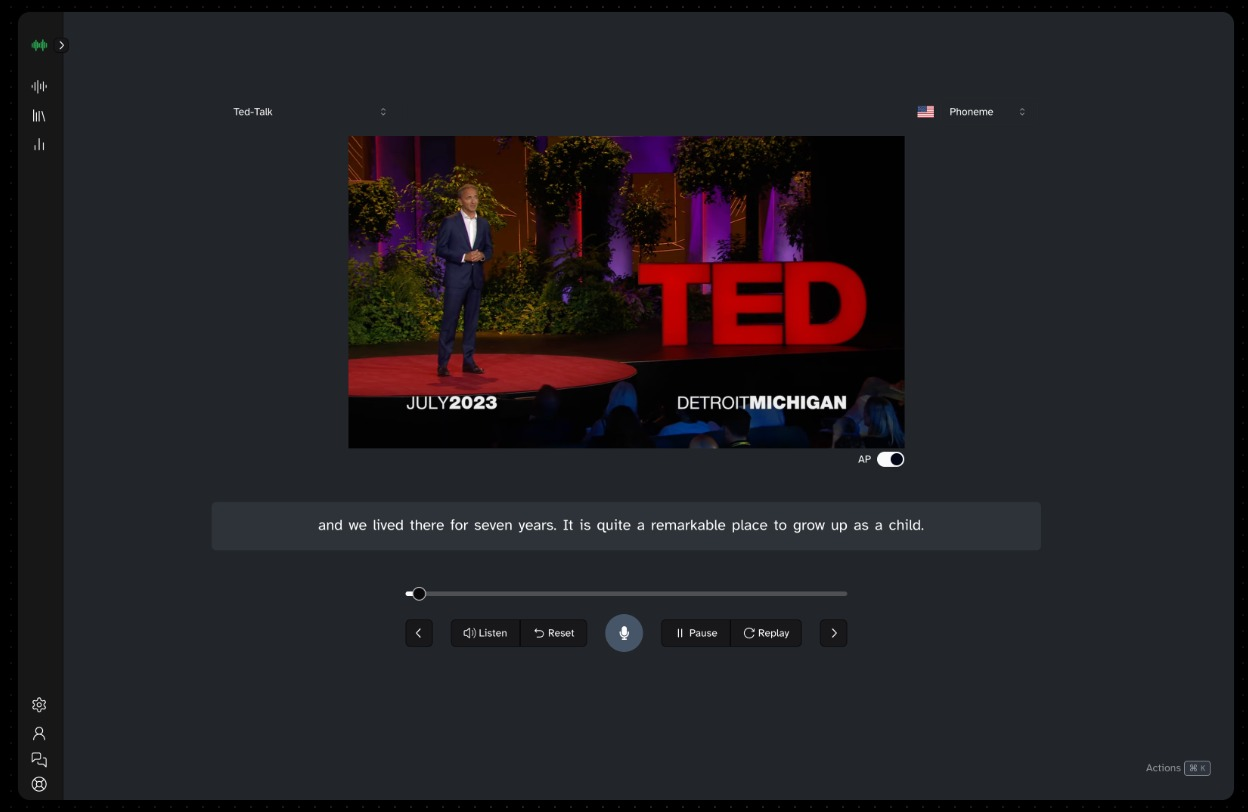 Ted-Talk
Phoneme
TED
JULY2023
DETROITMICHIGAN
AP
and we lived there for seven years. It is quite a remarkable place to grow up as a child.
Listen
Reset
Pause
Replay
Actions ⌘ K